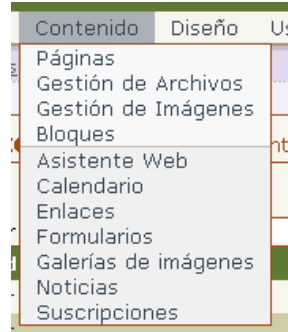 Contenido Diseño Us
Páginas
Gestión de Archivos
Gestión de Imágenes
Bloques
Asistente Web
Calendario
Enlaces
Formularios
Galerías de imágenes
Noticias
Suscripciones